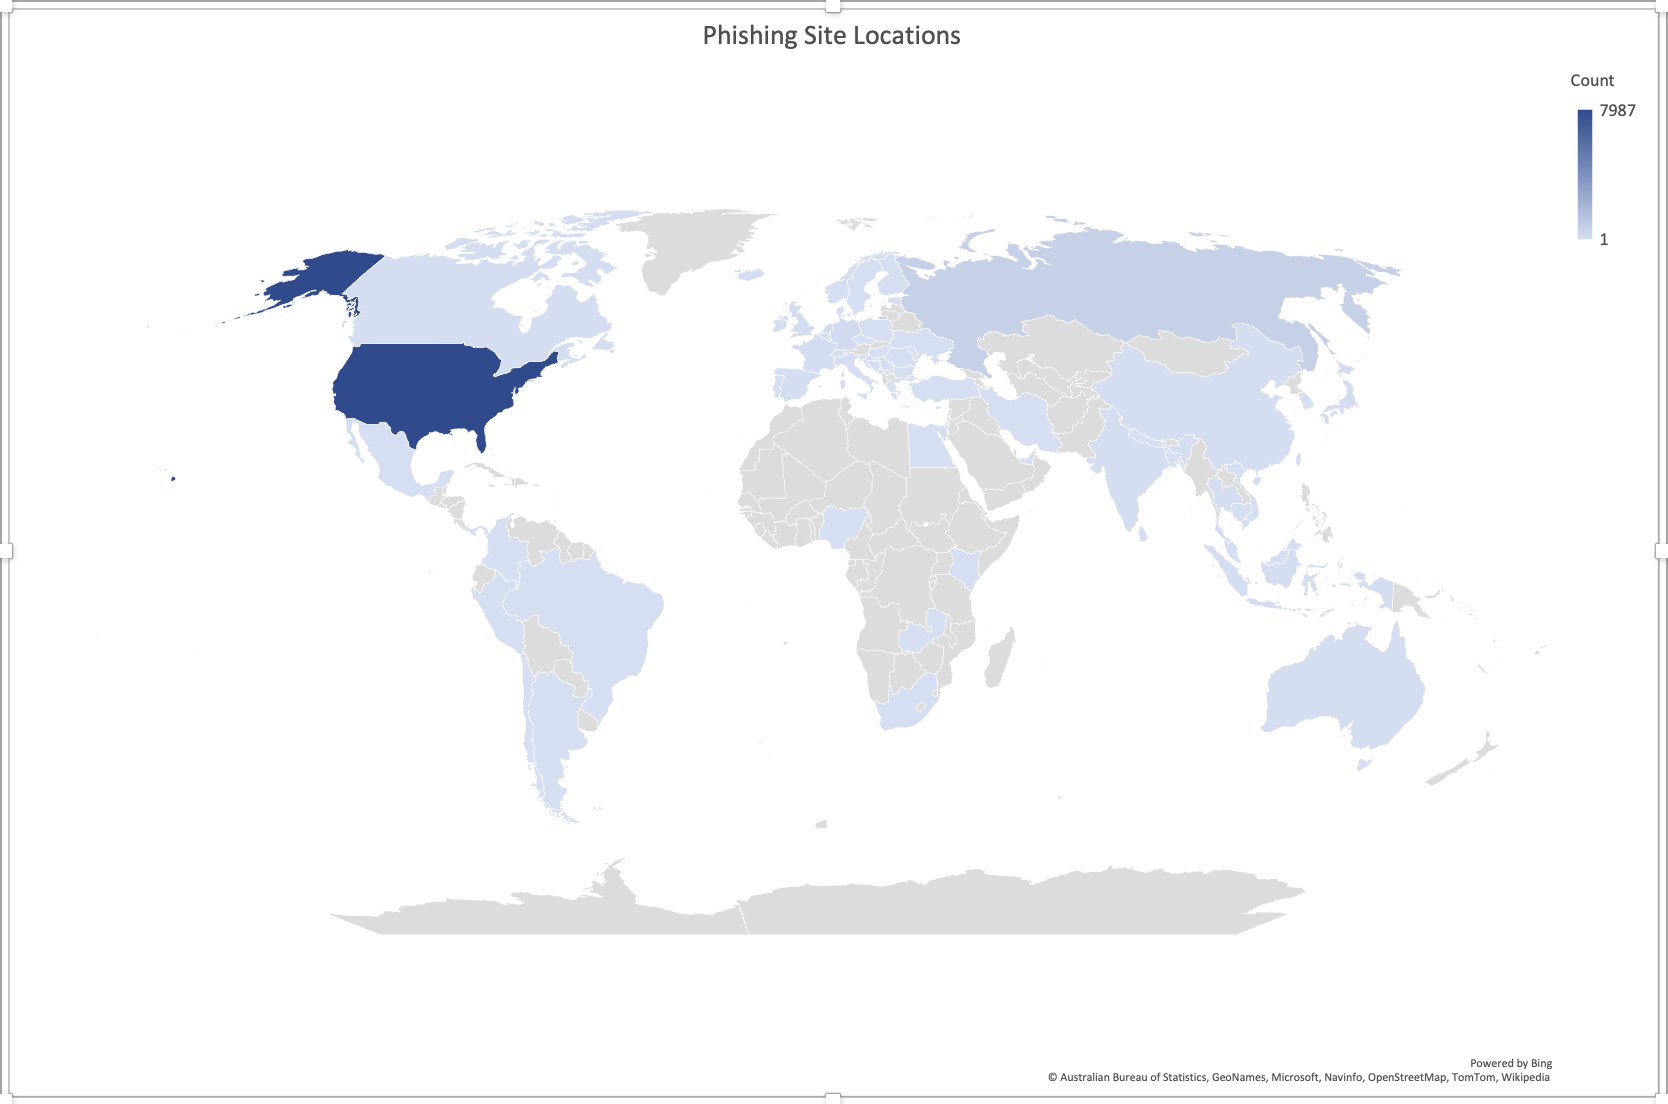 Phishing Site Locations
Count
7987
1
Powered by Bing
© Australian Bureau of Statistics, GeoNames, Microsoft, Navinfo, OpenStreetMap, TomTom, Wikipedia